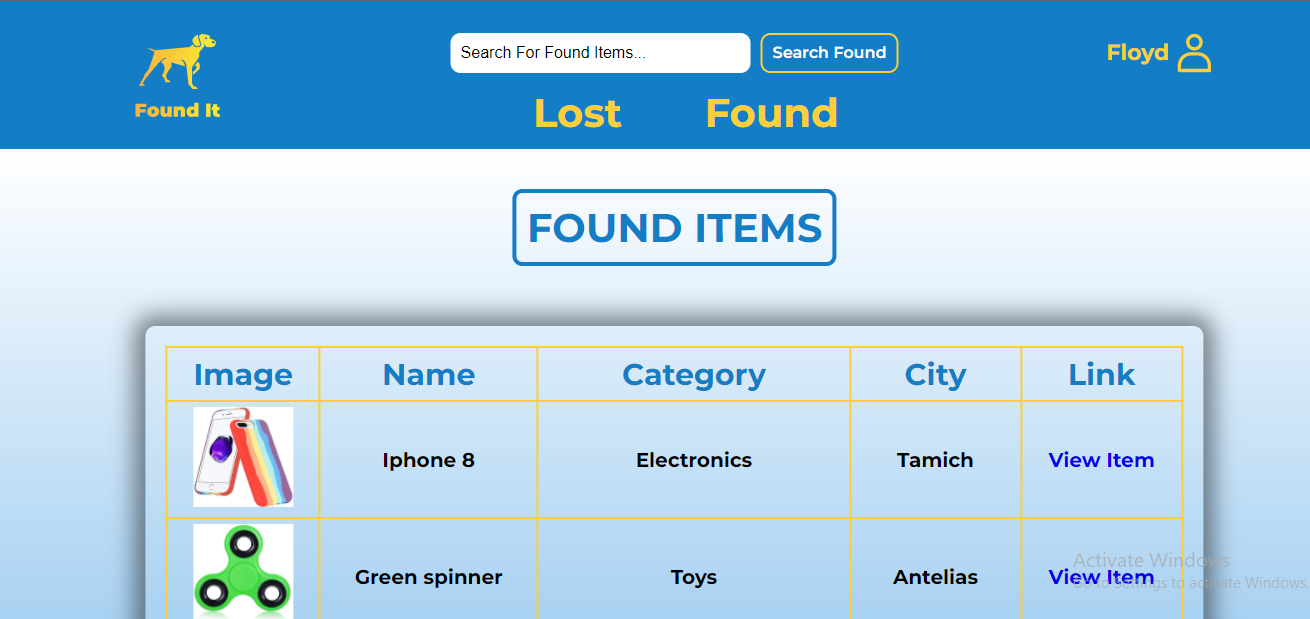 Search For Found Items...
Search Found
Floyd
Found It
Lost Found
FOUND ITEMS
Image Name Category City Link
Iphone 8 Electronics Tamich View Item
Green spinner Toys Antelias View Item
Activate Windows
Go to Settings to activate Windows.